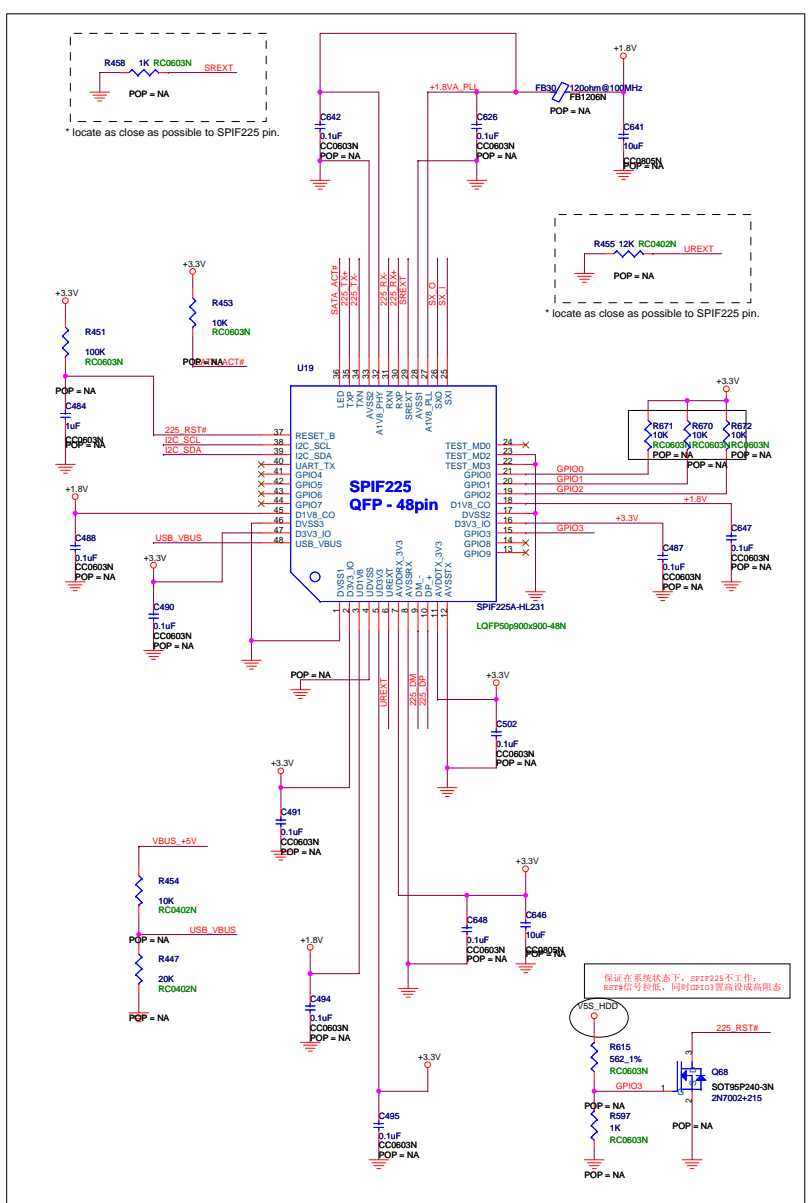 R458 1K RC0603N
SREXT
POP = NA
* locate as close as possible to SPIF225 pin.
+1.8V
+1.8VA_PLL
FB30 120ohm@100MHz
FB1206N
POP = NA
C642
0.1uF
CC0603N
POP = NA
C626
0.1uF
CC0603N
POP = NA
C641
10uF
CC0805N
POP = NA
R455 12K RC0402N
UREXT
POP = NA
* locate as close as possible to SPIF225 pin.
+3.3V
R451
100K
RC0603N
POP = NA
C484
1uF
CC0603N
POP = NA
+3.3V
R453
10K
RC0603N
POP = NA
SATA_ACT#
SATA_ACT#
225_TX+
225_TX-
225_RX-
225_RX+
SREXT
SX_O
SX_I
U19
36 35 34 33 32 31 30 29 28 27 26 25
LED
TXP
TXN
AVSS2
A1V8_PHY
RXN
RXP
SREXT
AVSS1
A1V8_PLL
SXO
SXI
SPIF225
QFP - 48pin
225_RST# 37 RESET_B
I2C_SCL 38 I2C_SCL
I2C_SDA 39 I2C_SDA
40 UART_TX
41 GPIO4
42 GPIO5
43 GPIO6
44 GPIO7
45 D1V8_CO
46 DVSS3
47 D3V3_IO
USB_VBUS 48 USB_VBUS
TEST_MD0 24
TEST_MD2 23
TEST_MD3 22
GPIO0 21 GPIO0
GPIO1 20 GPIO1
GPIO2 19 GPIO2
D1V8_CO 18 +1.8V
DVSS2 17
D3V3_IO 16 +3.3V
GPIO3 15 GPIO3
GPIO8 14
GPIO9 13
DVSS1
D3V3_IO
UD1V8
UDVSS
UD3V3
UREXT
AVDDRX_3V3
AVSSRX
DM_-
DP_+
AVDDTX_3V3
AVSSTX
1 2 3 4 5 6 7 8 9 10 11 12
SPIF225A-HL231
LQFP50p900x900-48N
+3.3V
R671
10K
RC0603N
POP = NA
R670
10K
RC0603N
POP = NA
R672
10K
RC0603N
POP = NA
C647
0.1uF
CC0603N
POP = NA
C487
0.1uF
CC0603N
POP = NA
+1.8V
C488
0.1uF
CC0603N
POP = NA
+3.3V
C490
0.1uF
CC0603N
POP = NA
POP = NA
UREXT
225_DM
225_DP
+3.3V
C502
0.1uF
CC0603N
POP = NA
+3.3V
C491
0.1uF
CC0603N
POP = NA
VBUS_+5V
R454
10K
RC0402N
POP = NA
USB_VBUS
R447
20K
RC0402N
POP = NA
+1.8V
C494
0.1uF
CC0603N
POP = NA
+3.3V
C648
0.1uF
CC0603N
POP = NA
C646
10uF
CC0805N
POP = NA
+3.3V
C495
0.1uF
CC0603N
POP = NA
保证在系统状态下，SPIF225不工作；
RST#信号拉低，同时GPIO3置高设成高阻态
V5S_HDD
R615
562_1%
RC0603N
POP = NA
GPIO3
R597
1K
RC0603N
POP = NA
225_RST#
1
3
2
G
Q68
SOT95P240-3N
2N7002+215
POP = NA